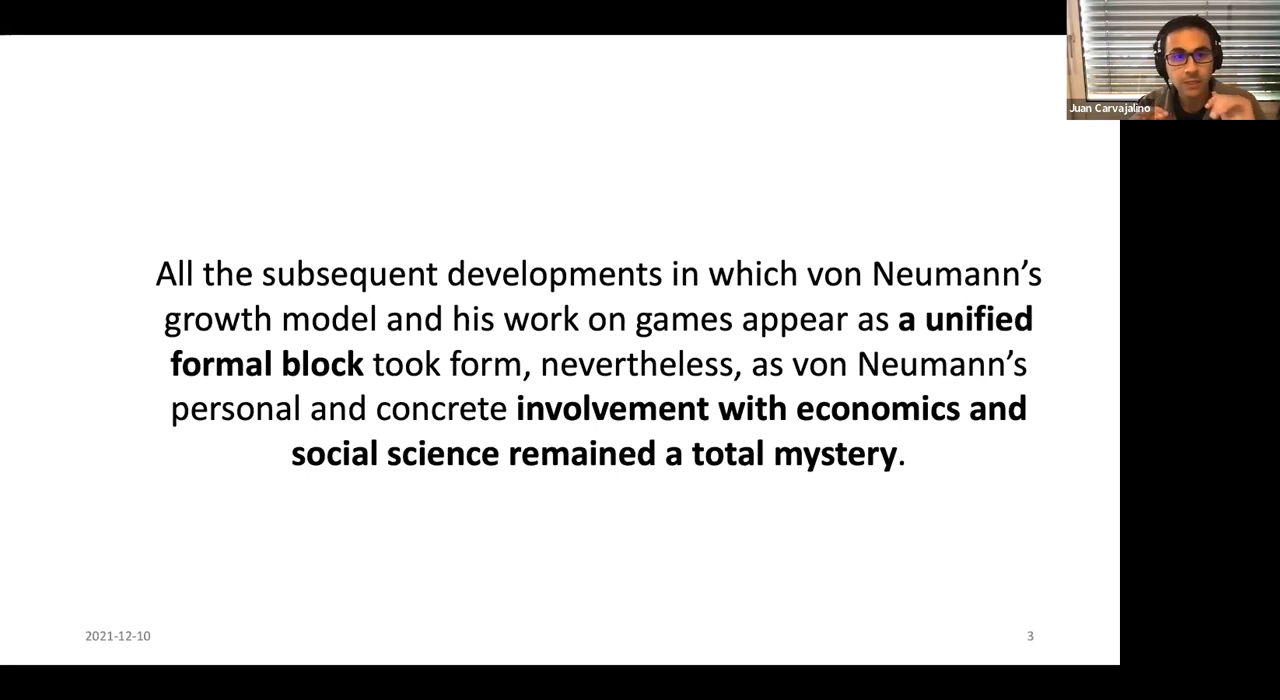 Juan Carvajalino
All the subsequent developments in which von Neumann’s
growth model and his work on games appear as a unified
formal block took form, nevertheless, as von Neumann’s
personal and concrete involvement with economics and
social science remained a total mystery.
2021-12-10
3